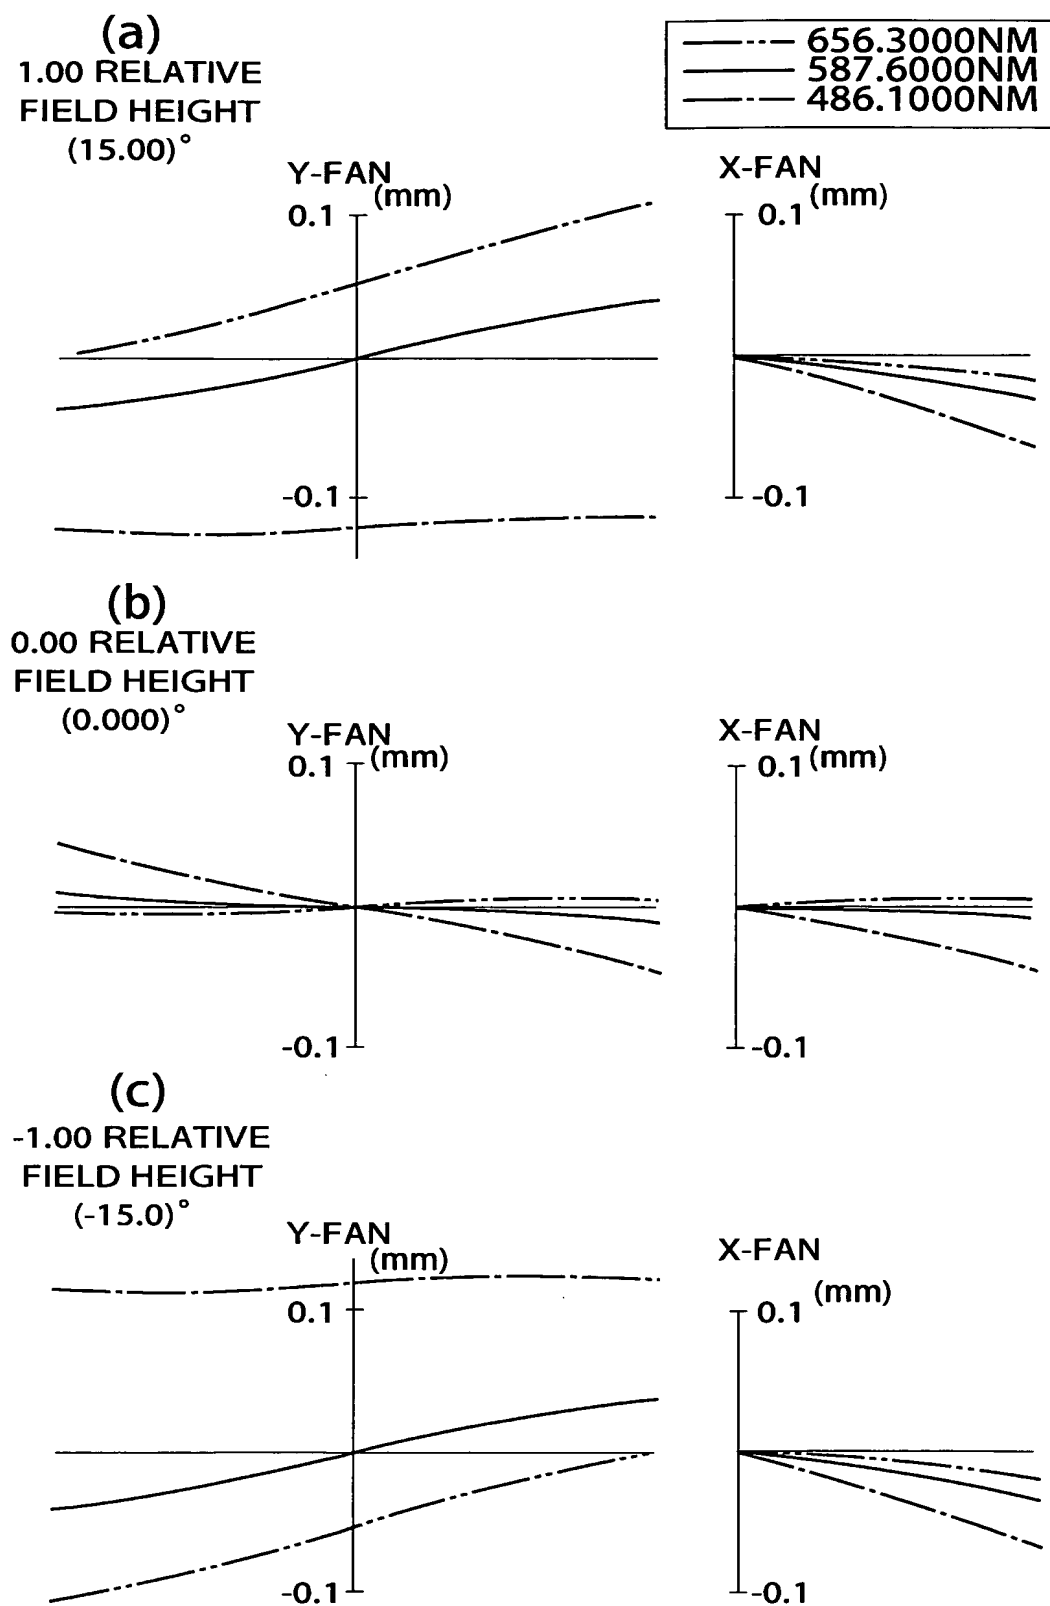 (a)
1.00 RELATIVE
FIELD HEIGHT
(15.00)°
656.3000NM
587.6000NM
486.1000NM
Y-FAN
(mm)
0.1
-0.1
X-FAN
(mm)
0.1
-0.1
(b)
0.00 RELATIVE
FIELD HEIGHT
(0.000)°
Y-FAN
(mm)
0.1
-0.1
X-FAN
(mm)
0.1
-0.1
(c)
-1.00 RELATIVE
FIELD HEIGHT
(-15.0)°
Y-FAN
(mm)
0.1
-0.1
X-FAN
(mm)
0.1
-0.1